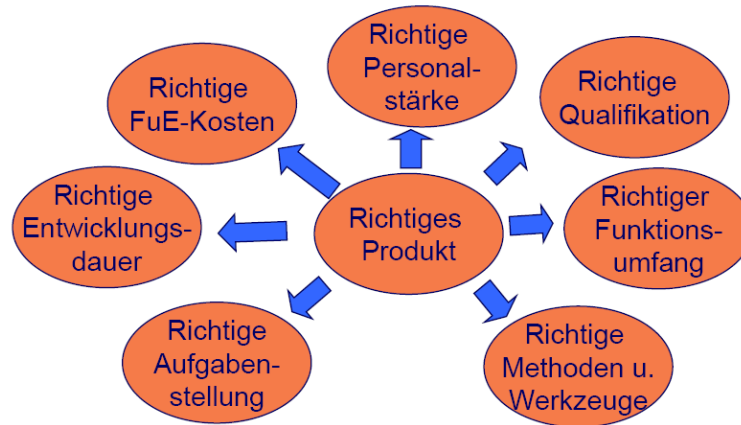 Richtige
Personal-
stärke
Richtige
FuE-Kosten
Richtige
Qualifikation
Richtige
Entwicklungs-
dauer
Richtiges
Produkt
Richtiger
Funktions-
umfang
Richtige
Aufgaben-
stellung
Richtige
Methoden u.
Werkzeuge